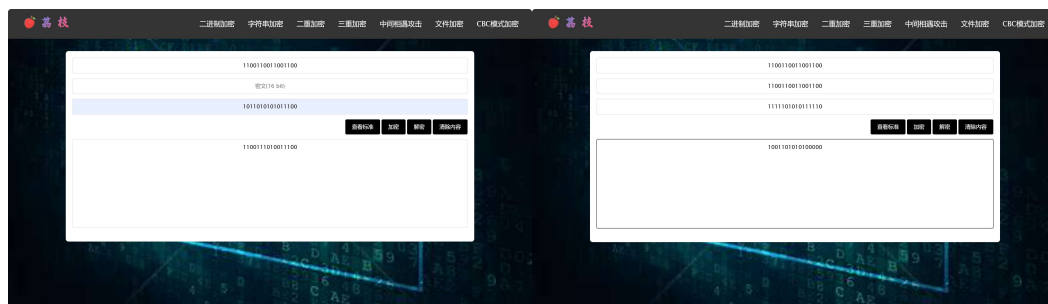 荔枝
二进制加密 字符串加密 二重加密 三重加密 中间相遇攻击 文件加密 CBC模式加密
1100110011001100
密文(16 bit)
1011010101011100
查看标准 加密 解密 清除内容
1100111010011100
荔枝
二进制加密 字符串加密 二重加密 三重加密 中间相遇攻击 文件加密 CBC模式加密
1100110011001100
1100110011001100
1111101010111110
查看标准 加密 解密 清除内容
1001101010100000